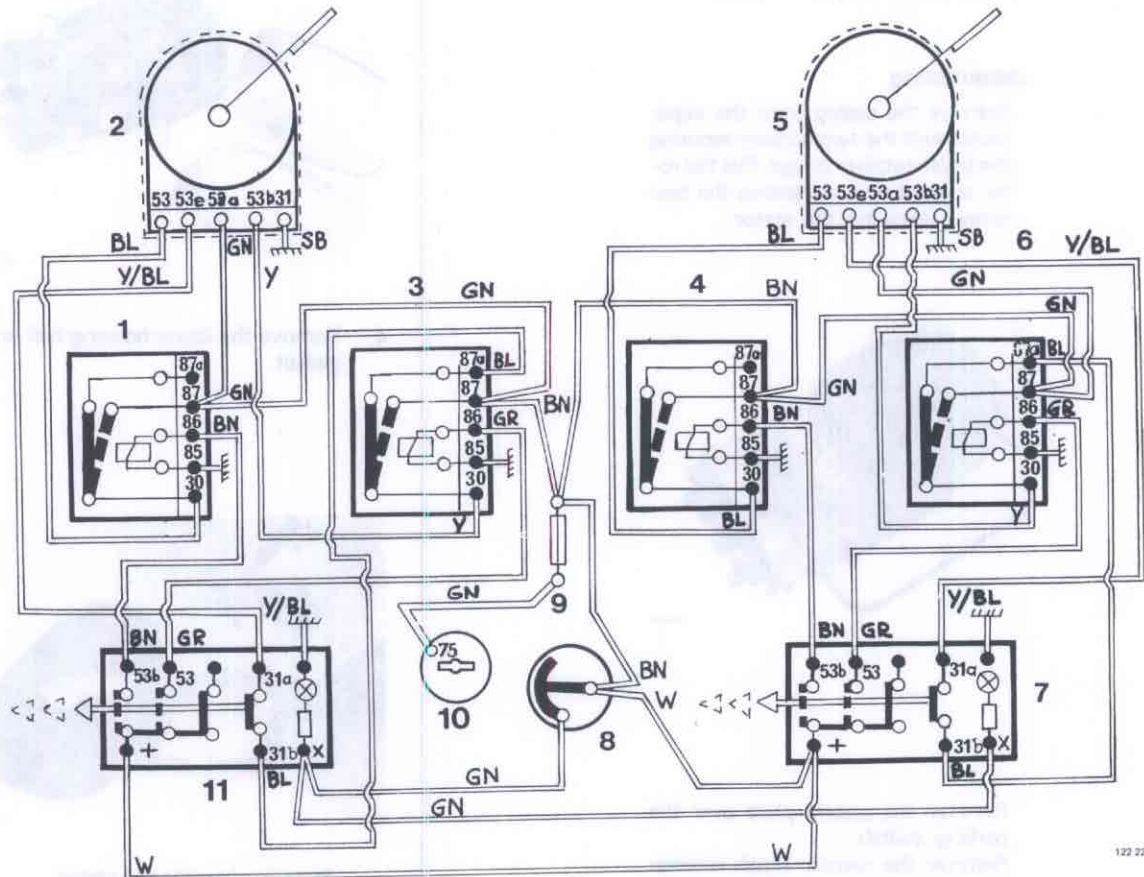 2
53 53e 53a 53b 31
BL
Y/BL
GN
Y
SB
5
53 53e 53a 53b 31
BL
SB
6
Y/BL
GN
GN
1
87a
87
86
85
30
GN
BN
3
GN
87a
87
86
85
30
BL
BN
GR
Y
4
BN
87a
87
86
85
30
BN
GN
BL
87a
87
86
85
30
BL
GR
Y
BN GR
Y/BL
53b 53 31a
+ 31b X
11
BL
W
GN
9
75
10
8
BN
W
GN
GN
BN GR
Y/BL
53b 53 31a
+ 31b X
7
BL
W
122 22